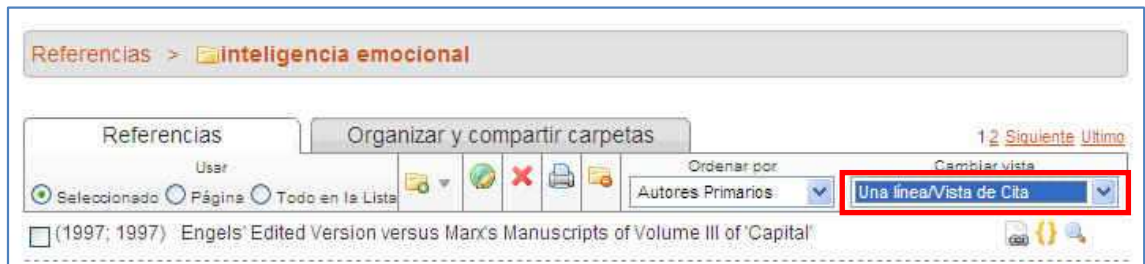 Referencias > inteligencia emocional
Referencias
Organizar y compartir carpetas
1 2 Siguiente Ultimo
Usar
Seleccionado Página Todo en la Lista
Ordenar por
Autores Primarios
Cambiar vista
Una línea/Vista de Cita
(1997; 1997) Engels' Edited Version versus Marx's Manuscripts of Volume III of 'Capital'